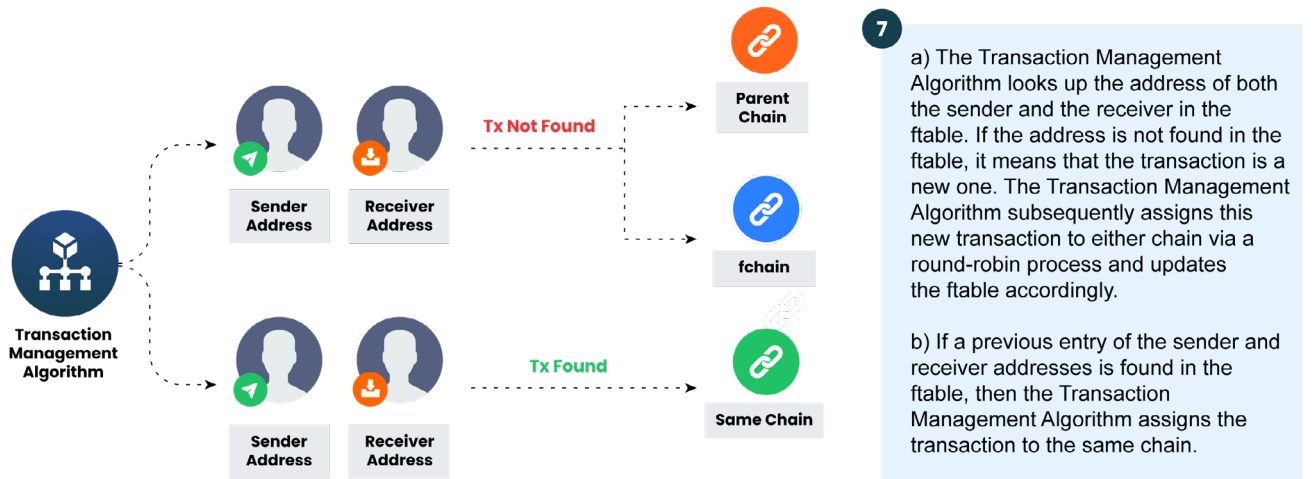 Transaction
Management
Algorithm
Sender
Address
Receiver
Address
Tx Not Found
Parent
Chain
fchain
Sender
Address
Receiver
Address
Tx Found
Same Chain
7
a) The Transaction Management
Algorithm looks up the address of both
the sender and the receiver in the
ftable. If the address is not found in the
ftable, it means that the transaction is a
new one. The Transaction Management
Algorithm subsequently assigns this
new transaction to either chain via a
round-robin process and updates
the ftable accordingly.
b) If a previous entry of the sender and
receiver addresses is found in the
ftable, then the Transaction
Management Algorithm assigns the
transaction to the same chain.